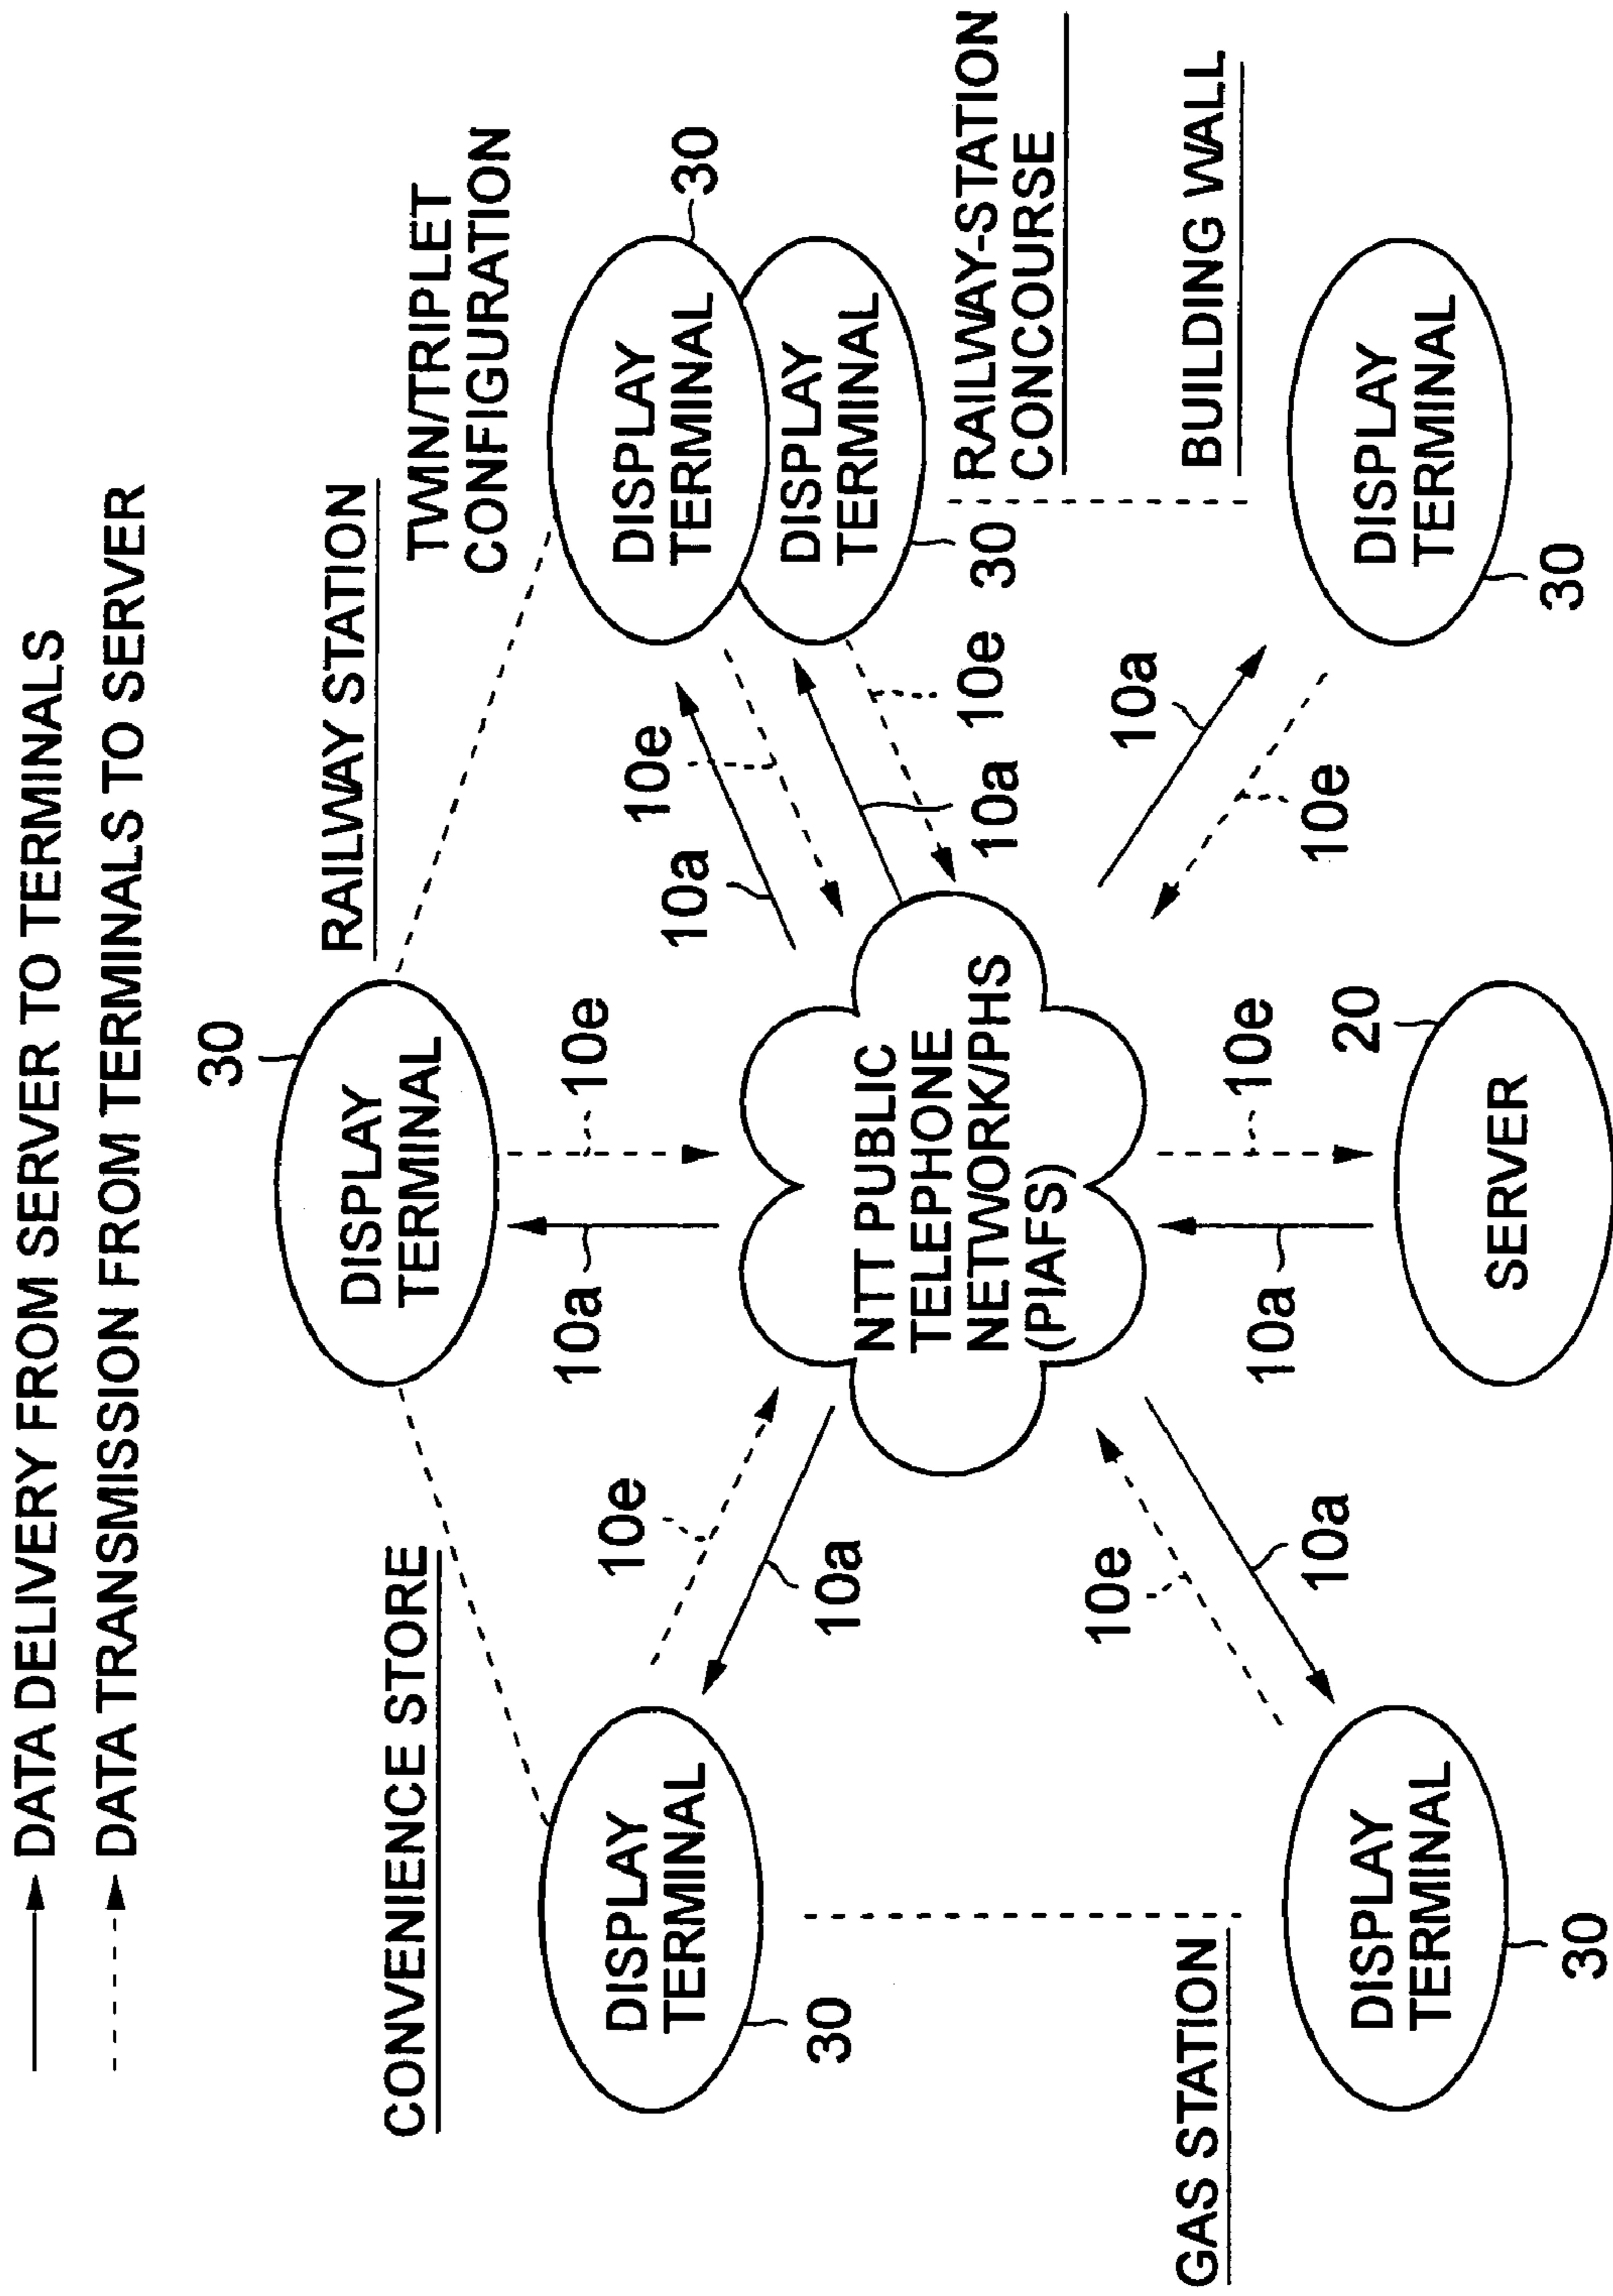 DATA DELIVERY FROM SERVER TO TERMINALS
DATA TRANSMISSION FROM TERMINALS TO SERVER
30
RAILWAY STATION
DISPLAY
TERMINAL
CONVENIENCE STORE
TWIN/TRIPLET
CONFIGURATION
10a
10e
30
DISPLAY
TERMINAL
30
10e
10a
10a
10e
DISPLAY
TERMINAL
30
DISPLAY
TERMINAL
30
10e
10a
NTT PUBLIC
TELEPHONE
NETWORK/PHS
(PIAFS)
RAILWAY-STATION
CONCOURSE
GAS STATION
BUILDING WALL
10e
10a
10a
10e
10a
10e
20
SERVER
DISPLAY
TERMINAL
30
DISPLAY
TERMINAL
30